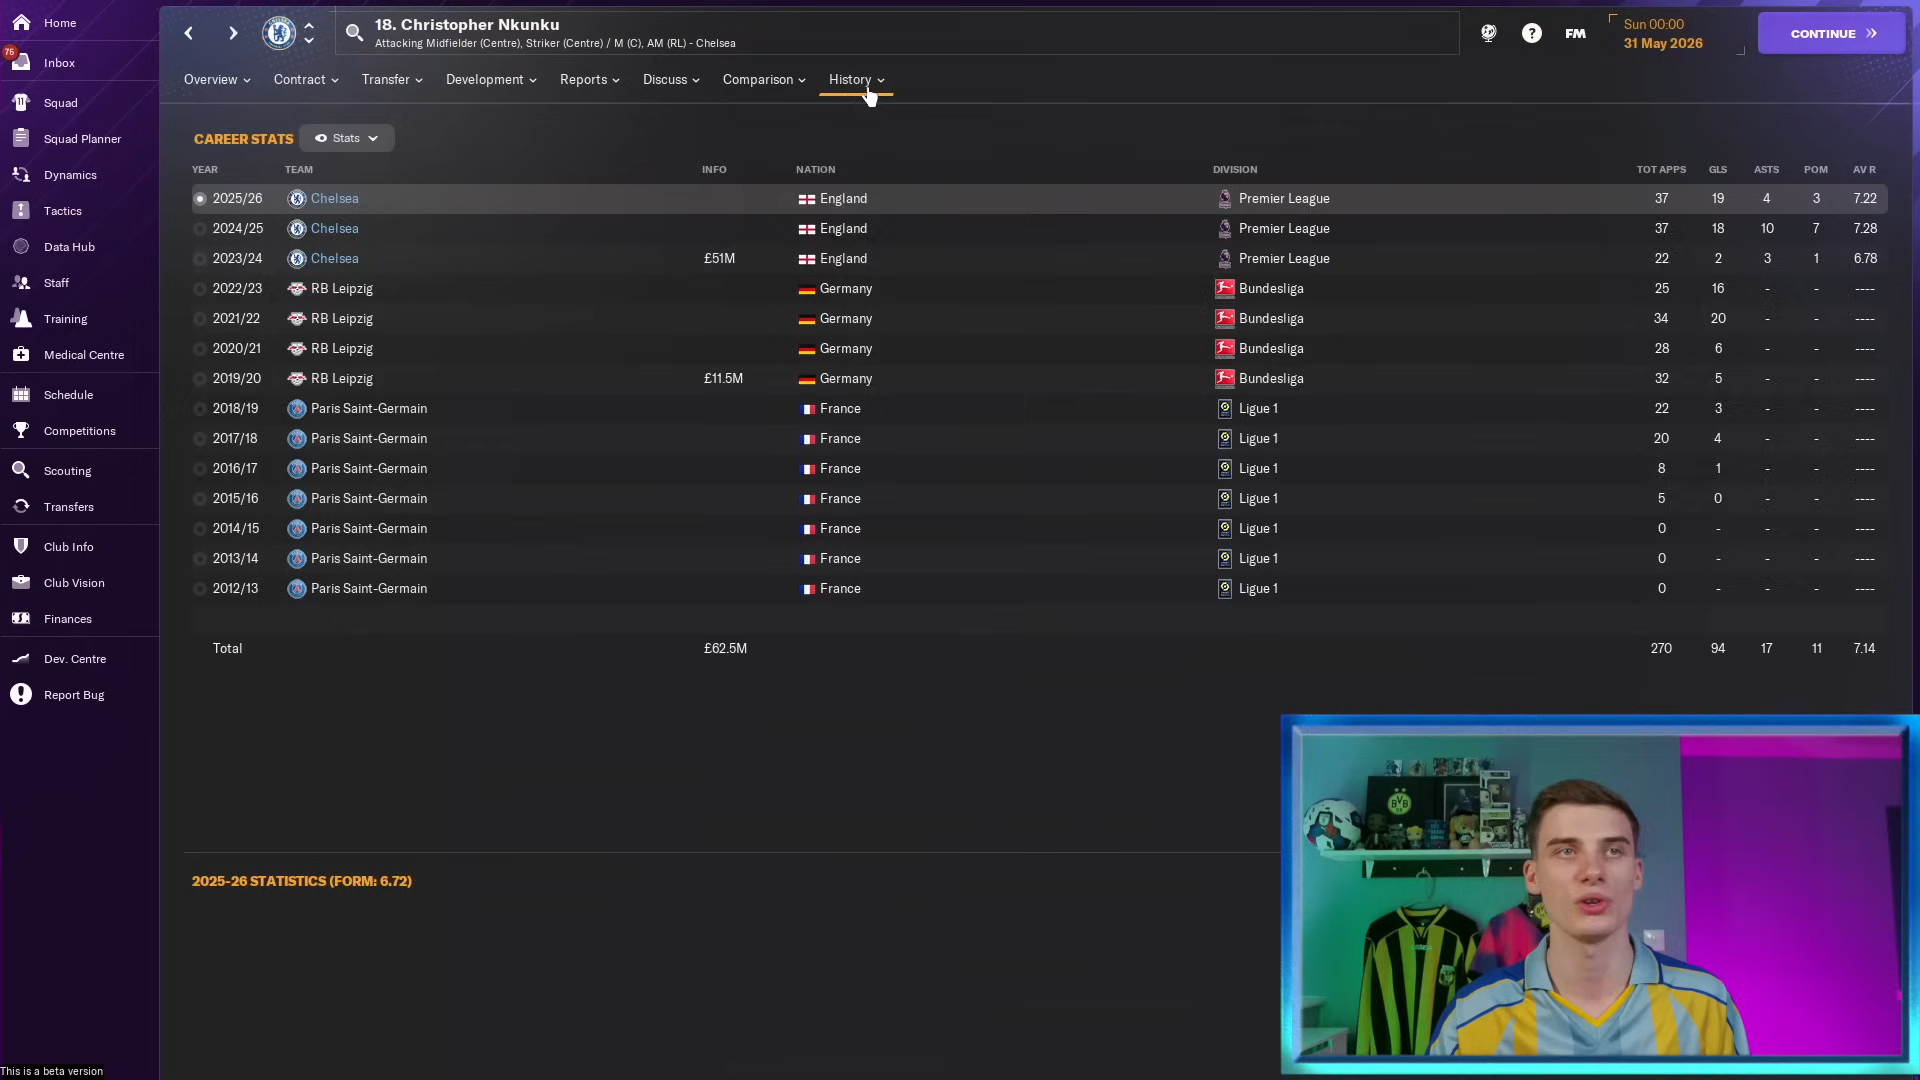 Home
75
Inbox
Squad
Squad Planner
Dynamics
Tactics
Data Hub
Staff
Training
Medical Centre
Schedule
Competitions
Scouting
Transfers
Club Info
Club Vision
Finances
Dev. Centre
Report Bug
This is a beta version
18. Christopher Nkunku
Attacking Midfielder (Centre), Striker (Centre) / M (C), AM (RL) - Chelsea
FM
Sun 00:00
31 May 2026
CONTINUE
Overview Contract Transfer Development Reports Discuss Comparison History
CAREER STATS Stats
YEAR TEAM INFO NATION DIVISION TOT APPS GLS ASTS POM AV R
2025/26 Chelsea England Premier League 37 19 4 3 7.22
2024/25 Chelsea England Premier League 37 18 10 7 7.28
2023/24 Chelsea £51M England Premier League 22 2 3 1 6.78
2022/23 RB Leipzig Germany Bundesliga 25 16 - - ----
2021/22 RB Leipzig Germany Bundesliga 34 20 - - ----
2020/21 RB Leipzig Germany Bundesliga 28 6 - - ----
2019/20 RB Leipzig £11.5M Germany Bundesliga 32 5 - - ----
2018/19 Paris Saint-Germain France Ligue 1 22 3 - - ----
2017/18 Paris Saint-Germain France Ligue 1 20 4 - - ----
2016/17 Paris Saint-Germain France Ligue 1 8 1 - - ----
2015/16 Paris Saint-Germain France Ligue 1 5 0 - - ----
2014/15 Paris Saint-Germain France Ligue 1 0 - - - ----
2013/14 Paris Saint-Germain France Ligue 1 0 - - - ----
2012/13 Paris Saint-Germain France Ligue 1 0 - - - ----
Total £62.5M 270 94 17 11 7.14
2025-26 STATISTICS (FORM: 6.72)
BVB
09